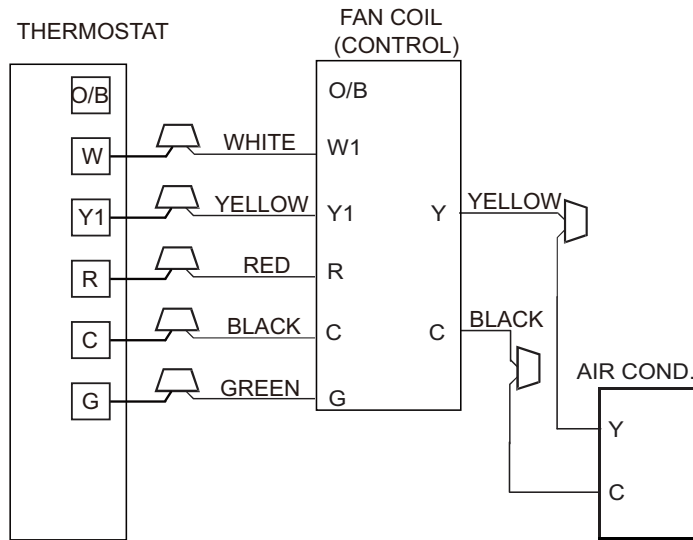 THERMOSTAT
FAN COIL
(CONTROL)
O/B
O/B
W
WHITE
W1
Y1
YELLOW
Y1
Y
YELLOW
R
RED
R
C
BLACK
C
C
BLACK
G
GREEN
G
AIR COND.
Y
C